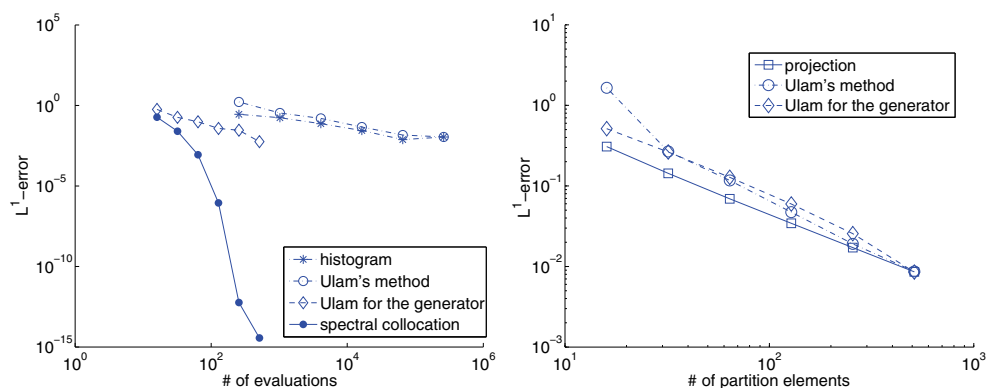 10^5
10^0
10^−5
10^−10
10^−15
L^1−error
10^0
10^2
10^4
10^6
# of evaluations
histogram
Ulam's method
Ulam for the generator
spectral collocation
10^1
10^0
10^−1
10^−2
10^−3
L^1−error
10^1
10^2
10^3
# of partition elements
projection
Ulam's method
Ulam for the generator